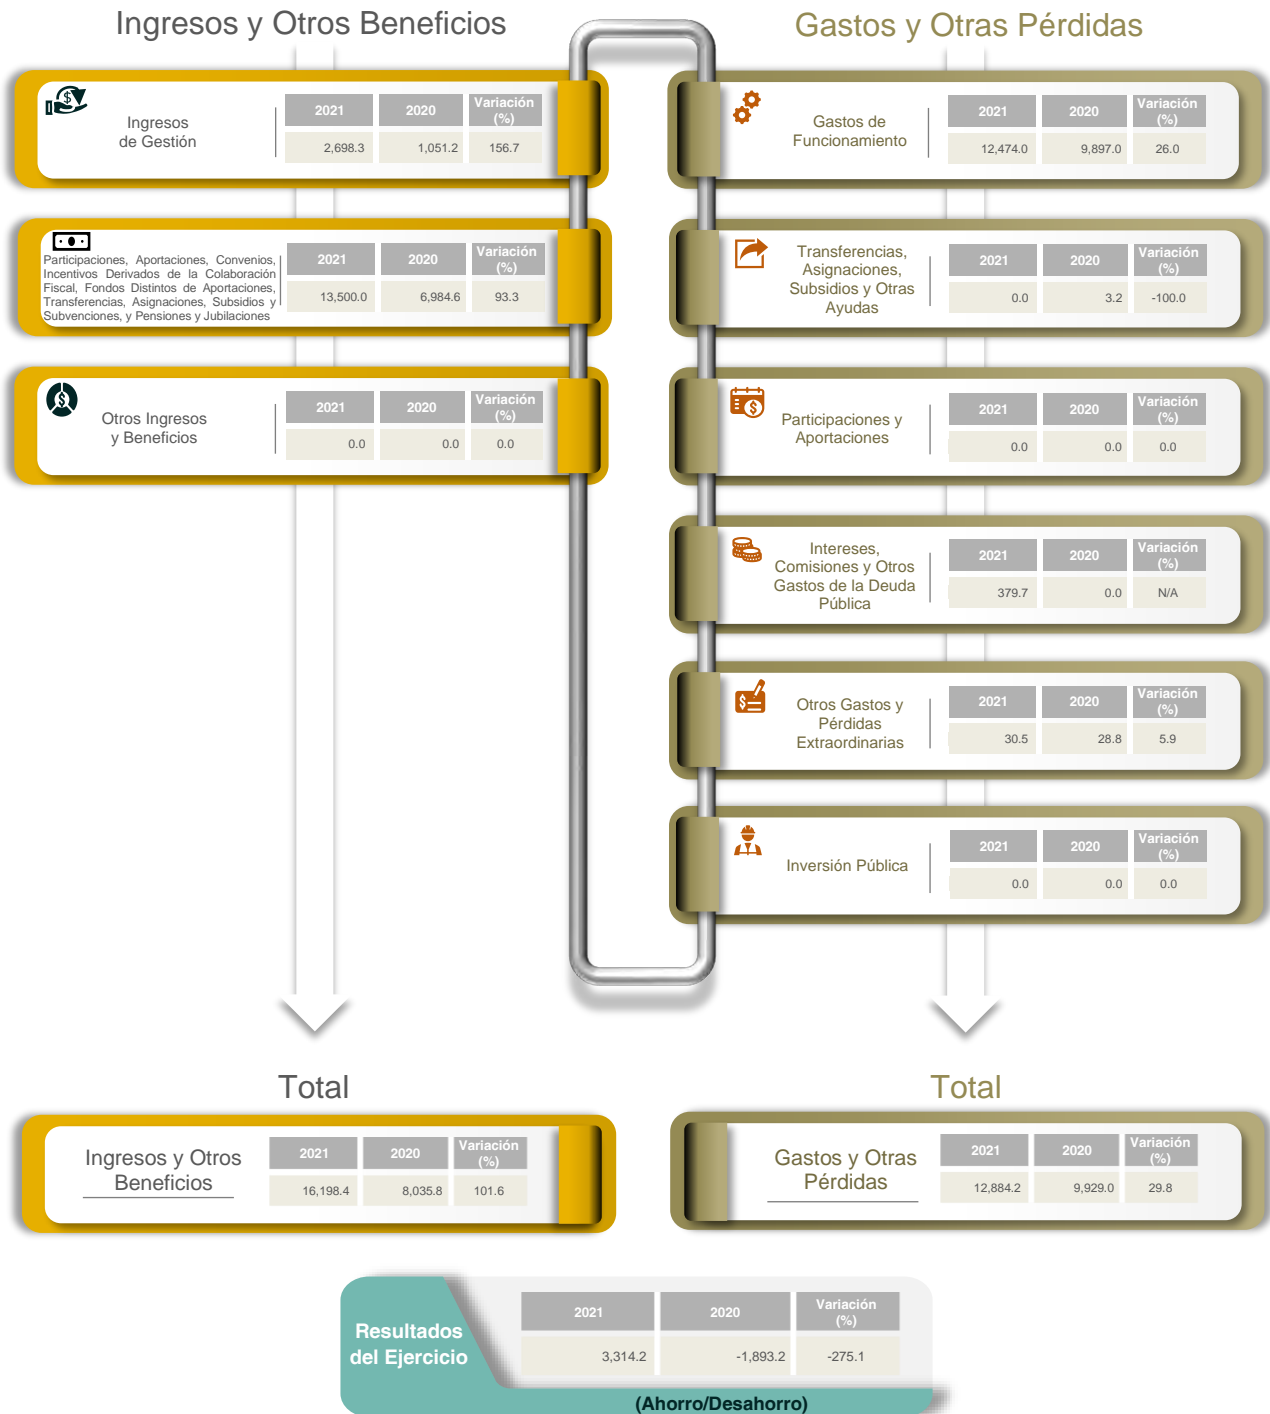 Ingresos y Otros Beneficios
Ingresos
de Gestión
2021 2020 Variación
(%)
2,698.3 1,051.2 156.7
Participaciones, Aportaciones, Convenios,
Incentivos Derivados de la Colaboración
Fiscal, Fondos Distintos de Aportaciones,
Transferencias, Asignaciones, Subsidios y
Subvenciones, y Pensiones y Jubilaciones
2021 2020 Variación
(%)
13,500.0 6,984.6 93.3
Otros Ingresos
y Beneficios
2021 2020 Variación
(%)
0.0 0.0 0.0
Gastos y Otras Pérdidas
Gastos de
Funcionamiento
2021 2020 Variación
(%)
12,474.0 9,897.0 26.0
Transferencias,
Asignaciones,
Subsidios y Otras
Ayudas
2021 2020 Variación
(%)
0.0 3.2 -100.0
Participaciones y
Aportaciones
2021 2020 Variación
(%)
0.0 0.0 0.0
Intereses,
Comisiones y Otros
Gastos de la Deuda
Pública
2021 2020 Variación
(%)
379.7 0.0 N/A
Otros Gastos y
Pérdidas
Extraordinarias
2021 2020 Variación
(%)
30.5 28.8 5.9
Inversión Pública
2021 2020 Variación
(%)
0.0 0.0 0.0
Total
Ingresos y Otros
Beneficios
2021 2020 Variación
(%)
16,198.4 8,035.8 101.6
Total
Gastos y Otras
Pérdidas
2021 2020 Variación
(%)
12,884.2 9,929.0 29.8
Resultados
del Ejercicio
2021 2020 Variación
(%)
3,314.2 -1,893.2 -275.1
(Ahorro/Desahorro)